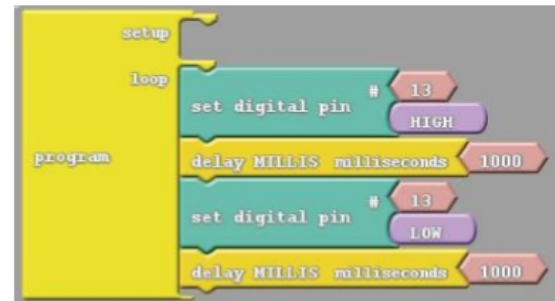 setup
loop
program
set digital pin # 13
HIGH
delay MILLIS milliseconds 1000
set digital pin # 13
LOW
delay MILLIS milliseconds 1000